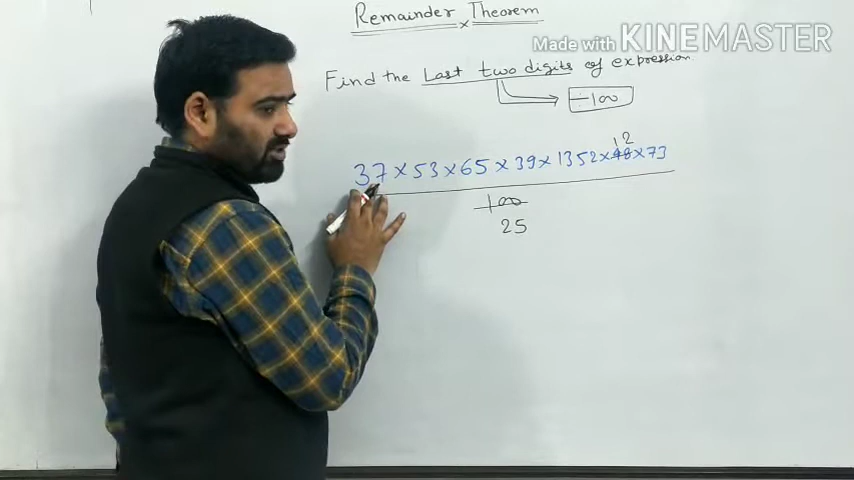 Remainder Theorem
Made with KINEMASTER
Find the Last two digits of expression
÷100
12
37×53×65×39×1352×48×73
100
25